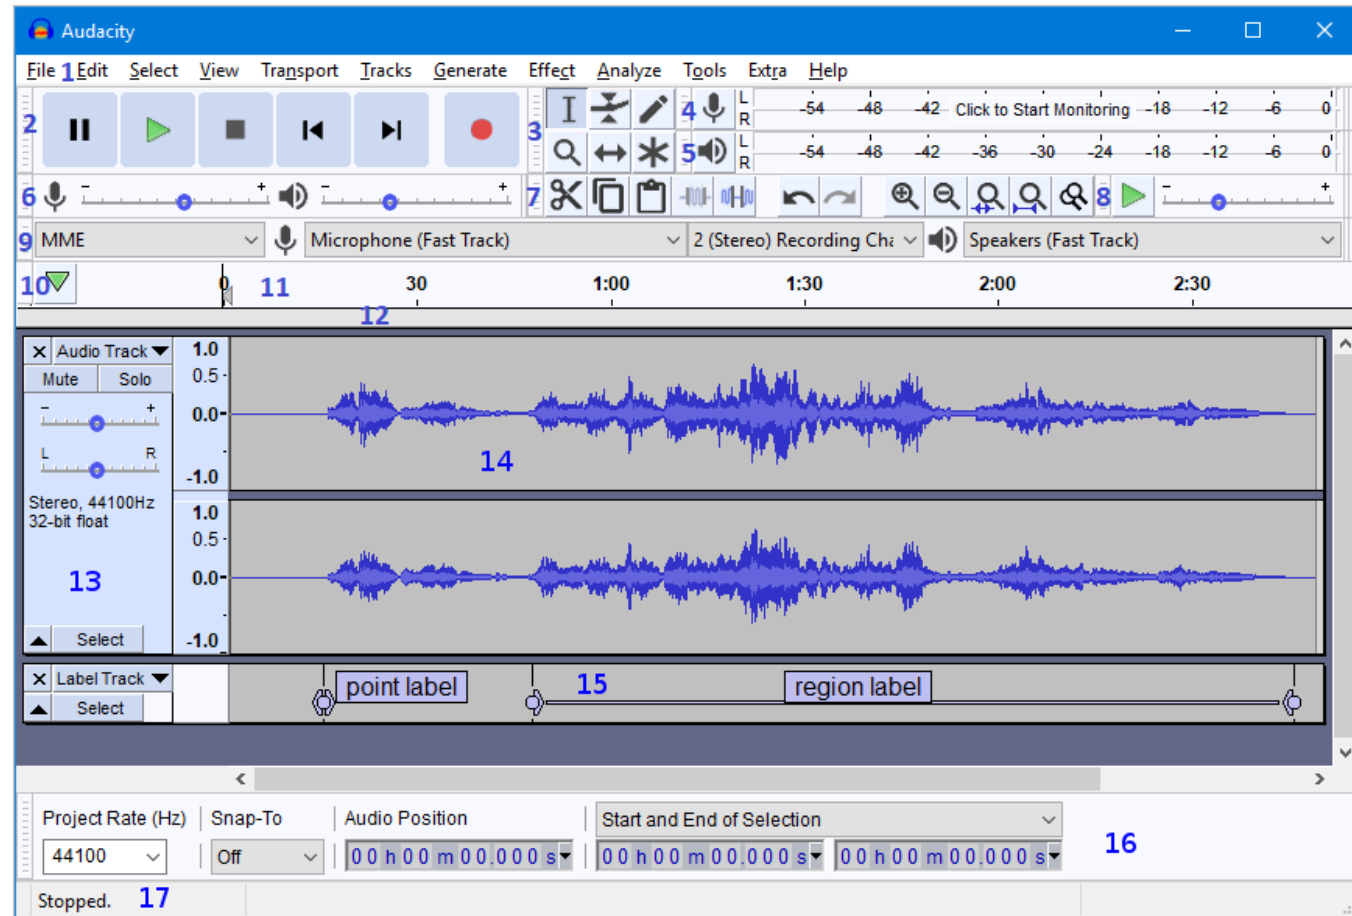 Audacity
File 1 Edit Select View Transport Tracks Generate Effect Analyze Tools Extra Help
2
3
4 L R -54 -48 -42 Click to Start Monitoring -18 -12 -6 0
5 L R -54 -48 -42 -36 -30 -24 -18 -12 -6 0
6 - + - + 7 8 - +
9 MME Microphone (Fast Track) 2 (Stereo) Recording Cha Speakers (Fast Track)
10 0 11 30 1:00 1:30 2:00 2:30
12
X Audio Track 1.0
Mute Solo 0.5
- + 0.0
L R 14
-1.0
Stereo, 44100Hz 1.0
32-bit float
0.5
13 0.0
Select -1.0
X Label Track
Select point label 15 region label
Project Rate (Hz) Snap-To Audio Position Start and End of Selection
44100 Off 00 h 00 m 00.000 s 00 h 00 m 00.000 s 00 h 00 m 00.000 s 16
Stopped. 17